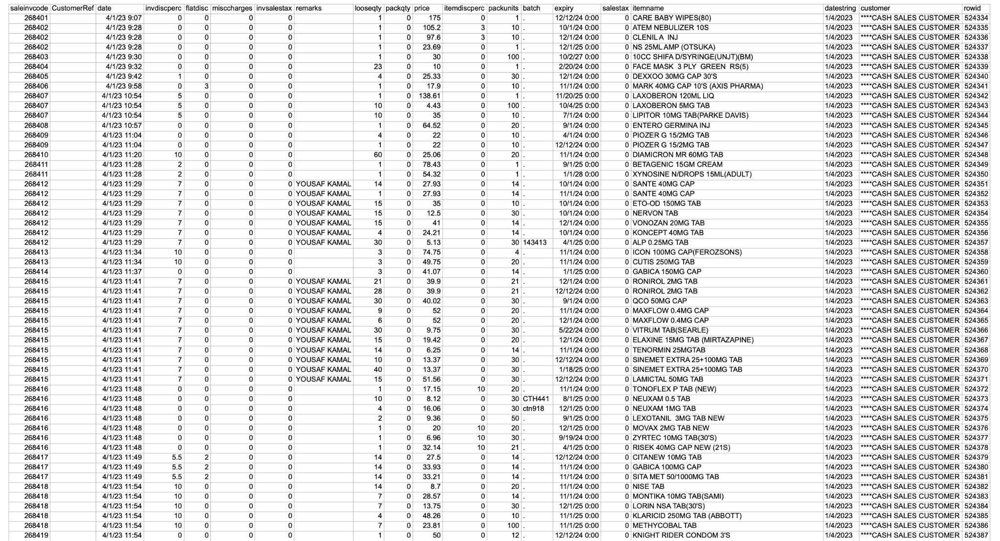 saleinvcode CustomerRef date invdiscperc flatdisc misccharges invsalestax remarks looseqty packqty price itemdiscperc packunits batch expiry salestax itemname datestring customer rowid
268401 4/1/23 9:07 0 0 0 0 1 0 175 0 1 . 12/12/24 0:00 0 CARE BABY WIPES(80) 1/4/2023 ****CASH SALES CUSTOMER 524334
268402 4/1/23 9:28 0 0 0 0 1 0 105.2 3 10 . 10/1/24 0:00 0 ATEM NEBULIZER 10S 1/4/2023 ****CASH SALES CUSTOMER 524335
268402 4/1/23 9:28 0 0 0 0 1 0 97.6 3 10 . 12/1/24 0:00 0 CLENIL A  INJ 1/4/2023 ****CASH SALES CUSTOMER 524336
268402 4/1/23 9:28 0 0 0 0 1 0 23.69 0 1 . 12/1/25 0:00 0 NS 25ML AMP (OTSUKA) 1/4/2023 ****CASH SALES CUSTOMER 524337
268403 4/1/23 9:30 0 0 0 0 1 0 30 0 100 . 10/2/27 0:00 0 10CC SHIFA D/SYRINGE(UNJT)(BM) 1/4/2023 ****CASH SALES CUSTOMER 524338
268404 4/1/23 9:32 0 0 0 0 23 0 10 0 1 . 2/20/24 0:00 0 FACE MASK  3 PLY  GREEN  RS(5) 1/4/2023 ****CASH SALES CUSTOMER 524339
268405 4/1/23 9:42 1 0 0 0 4 0 25.33 0 30 . 12/1/24 0:00 0 DEXXOO 30MG CAP 30'S 1/4/2023 ****CASH SALES CUSTOMER 524340
268406 4/1/23 9:58 0 3 0 0 1 0 17.9 0 10 . 11/1/24 0:00 0 MARK 40MG CAP 10'S (AXIS PHARMA) 1/4/2023 ****CASH SALES CUSTOMER 524341
268407 4/1/23 10:54 5 0 0 0 1 0 138.61 0 1 . 11/20/25 0:00 0 LAXOBERON 120ML LIQ 1/4/2023 ****CASH SALES CUSTOMER 524342
268407 4/1/23 10:54 5 0 0 0 10 0 4.43 0 100 . 10/4/25 0:00 0 LAXOBERON 5MG TAB 1/4/2023 ****CASH SALES CUSTOMER 524343
268407 4/1/23 10:54 5 0 0 0 10 0 35 0 10 . 7/1/24 0:00 0 LIPITOR 10MG TAB(PARKE DAVIS) 1/4/2023 ****CASH SALES CUSTOMER 524344
268408 4/1/23 10:57 0 0 0 0 1 0 64.52 0 20 . 9/1/24 0:00 0 ENTERO GERMINA INJ 1/4/2023 ****CASH SALES CUSTOMER 524345
268409 4/1/23 11:04 0 0 0 0 4 0 22 0 10 . 4/1/24 0:00 0 PIOZER G 15/2MG TAB 1/4/2023 ****CASH SALES CUSTOMER 524346
268409 4/1/23 11:04 0 0 0 0 1 0 22 0 10 . 12/12/24 0:00 0 PIOZER G 15/2MG TAB 1/4/2023 ****CASH SALES CUSTOMER 524347
268410 4/1/23 11:20 10 0 0 0 60 0 25.06 0 20 . 11/1/24 0:00 0 DIAMICRON MR 60MG TAB 1/4/2023 ****CASH SALES CUSTOMER 524348
268411 4/1/23 11:28 2 0 0 0 1 0 78.43 0 1 . 9/1/25 0:00 0 BETAGENIC 15GM CREAM 1/4/2023 ****CASH SALES CUSTOMER 524349
268411 4/1/23 11:28 2 0 0 0 1 0 54.32 0 1 . 1/1/28 0:00 0 XYNOSINE N/DROPS 15ML(ADULT) 1/4/2023 ****CASH SALES CUSTOMER 524350
268412 4/1/23 11:29 7 0 0 0 YOUSAF KAMAL 14 0 27.93 0 14 . 10/1/24 0:00 0 SANTE 40MG CAP 1/4/2023 ****CASH SALES CUSTOMER 524351
268412 4/1/23 11:29 7 0 0 0 YOUSAF KAMAL 1 0 27.93 0 14 . 11/1/24 0:00 0 SANTE 40MG CAP 1/4/2023 ****CASH SALES CUSTOMER 524352
268412 4/1/23 11:29 7 0 0 0 YOUSAF KAMAL 15 0 35 0 10 . 10/1/24 0:00 0 ETO-OD 150MG TAB 1/4/2023 ****CASH SALES CUSTOMER 524353
268412 4/1/23 11:29 7 0 0 0 YOUSAF KAMAL 15 0 12.5 0 30 . 10/1/24 0:00 0 NERVON TAB 1/4/2023 ****CASH SALES CUSTOMER 524354
268412 4/1/23 11:29 7 0 0 0 YOUSAF KAMAL 15 0 41 0 14 . 12/1/24 0:00 0 VONOZAN 20MG TAB 1/4/2023 ****CASH SALES CUSTOMER 524355
268412 4/1/23 11:29 7 0 0 0 YOUSAF KAMAL 4 0 24.21 0 14 . 10/1/24 0:00 0 KONCEPT 40MG TAB 1/4/2023 ****CASH SALES CUSTOMER 524356
268412 4/1/23 11:29 7 0 0 0 YOUSAF KAMAL 30 0 5.13 0 30 143413 4/1/25 0:00 0 ALP 0.25MG TAB 1/4/2023 ****CASH SALES CUSTOMER 524357
268413 4/1/23 11:34 10 0 0 0 3 0 74.75 0 4 . 11/1/24 0:00 0 ICON 100MG CAP(FEROZSONS) 1/4/2023 ****CASH SALES CUSTOMER 524358
268413 4/1/23 11:34 10 0 0 0 3 0 49.75 0 20 . 11/1/24 0:00 0 CUTIS 250MG TAB 1/4/2023 ****CASH SALES CUSTOMER 524359
268414 4/1/23 11:37 0 0 0 0 3 0 41.07 0 14 . 1/1/25 0:00 0 GABICA 150MG CAP 1/4/2023 ****CASH SALES CUSTOMER 524360
268415 4/1/23 11:41 7 0 0 0 YOUSAF KAMAL 21 0 39.9 0 21 . 12/1/24 0:00 0 RONIROL 2MG TAB 1/4/2023 ****CASH SALES CUSTOMER 524361
268415 4/1/23 11:41 7 0 0 0 YOUSAF KAMAL 28 0 39.9 0 21 . 12/12/24 0:00 0 RONIROL 2MG TAB 1/4/2023 ****CASH SALES CUSTOMER 524362
268415 4/1/23 11:41 7 0 0 0 YOUSAF KAMAL 30 0 40.02 0 30 . 9/1/24 0:00 0 QCO 50MG CAP 1/4/2023 ****CASH SALES CUSTOMER 524363
268415 4/1/23 11:41 7 0 0 0 YOUSAF KAMAL 9 0 52 0 20 . 11/1/24 0:00 0 MAXFLOW 0.4MG CAP 1/4/2023 ****CASH SALES CUSTOMER 524364
268415 4/1/23 11:41 7 0 0 0 YOUSAF KAMAL 6 0 52 0 20 . 12/1/24 0:00 0 MAXFLOW 0.4MG CAP 1/4/2023 ****CASH SALES CUSTOMER 524365
268415 4/1/23 11:41 7 0 0 0 YOUSAF KAMAL 30 0 9.75 0 30 . 5/22/24 0:00 0 VITRUM TAB(SEARLE) 1/4/2023 ****CASH SALES CUSTOMER 524366
268415 4/1/23 11:41 7 0 0 0 YOUSAF KAMAL 15 0 19.42 0 20 . 12/1/24 0:00 0 ELAXINE 15MG TAB (MIRTAZAPINE) 1/4/2023 ****CASH SALES CUSTOMER 524367
268415 4/1/23 11:41 7 0 0 0 YOUSAF KAMAL 14 0 6.25 0 14 . 11/1/24 0:00 0 TENORMIN 25MGTAB 1/4/2023 ****CASH SALES CUSTOMER 524368
268415 4/1/23 11:41 7 0 0 0 YOUSAF KAMAL 10 0 13.37 0 30 . 12/12/24 0:00 0 SINEMET EXTRA 25+100MG TAB 1/4/2023 ****CASH SALES CUSTOMER 524369
268415 4/1/23 11:41 7 0 0 0 YOUSAF KAMAL 40 0 13.37 0 30 . 1/18/25 0:00 0 SINEMET EXTRA 25+100MG TAB 1/4/2023 ****CASH SALES CUSTOMER 524370
268415 4/1/23 11:41 7 0 0 0 YOUSAF KAMAL 15 0 51.56 0 30 . 12/12/24 0:00 0 LAMICTAL 50MG TAB 1/4/2023 ****CASH SALES CUSTOMER 524371
268416 4/1/23 11:48 0 0 0 0 1 0 17.15 10 20 . 11/1/24 0:00 0 TONOFLEX P TAB (NEW) 1/4/2023 ****CASH SALES CUSTOMER 524372
268416 4/1/23 11:48 0 0 0 0 10 0 8.12 0 30 CTH441 8/1/25 0:00 0 NEUXAM 0.5 TAB 1/4/2023 ****CASH SALES CUSTOMER 524373
268416 4/1/23 11:48 0 0 0 0 4 0 16.06 0 30 ctn918 12/1/25 0:00 0 NEUXAM 1MG TAB 1/4/2023 ****CASH SALES CUSTOMER 524374
268416 4/1/23 11:48 0 0 0 0 2 0 9.36 0 50 . 9/1/25 0:00 0 LEXOTANIL  3MG TAB NEW 1/4/2023 ****CASH SALES CUSTOMER 524375
268416 4/1/23 11:48 0 0 0 0 1 0 20 10 20 . 12/1/25 0:00 0 MOVAX 2MG TAB NEW 1/4/2023 ****CASH SALES CUSTOMER 524376
268416 4/1/23 11:48 0 0 0 0 1 0 6.96 10 30 . 9/19/24 0:00 0 ZYRTEC 10MG TAB(30'S) 1/4/2023 ****CASH SALES CUSTOMER 524377
268416 4/1/23 11:48 0 0 0 0 1 0 32.14 10 21 . 4/1/25 0:00 0 RISEK 40MG CAP NEW (21S) 1/4/2023 ****CASH SALES CUSTOMER 524378
268417 4/1/23 11:49 5.5 2 0 0 14 0 27.5 0 14 . 12/12/24 0:00 0 CITANEW 10MG TAB 1/4/2023 ****CASH SALES CUSTOMER 524379
268417 4/1/23 11:49 5.5 2 0 0 14 0 33.93 0 14 . 11/1/24 0:00 0 GABICA 100MG CAP 1/4/2023 ****CASH SALES CUSTOMER 524380
268417 4/1/23 11:49 5.5 2 0 0 14 0 33.21 0 14 . 11/1/24 0:00 0 SITA MET 50/1000MG TAB 1/4/2023 ****CASH SALES CUSTOMER 524381
268418 4/1/23 11:54 10 0 0 0 14 0 8.7 0 20 . 11/1/24 0:00 0 NISE TAB 1/4/2023 ****CASH SALES CUSTOMER 524382
268418 4/1/23 11:54 10 0 0 0 7 0 28.57 0 14 . 11/1/24 0:00 0 MONTIKA 10MG TAB(SAMI) 1/4/2023 ****CASH SALES CUSTOMER 524383
268418 4/1/23 11:54 10 0 0 0 7 0 13.75 0 30 . 12/1/25 0:00 0 LORIN NSA TAB(30'S) 1/4/2023 ****CASH SALES CUSTOMER 524384
268418 4/1/23 11:54 10 0 0 0 4 0 48.26 0 10 . 11/1/25 0:00 0 KLARICID 250MG TAB (ABBOTT) 1/4/2023 ****CASH SALES CUSTOMER 524385
268418 4/1/23 11:54 10 0 0 0 7 0 23.81 0 100 . 11/1/25 0:00 0 METHYCOBAL TAB 1/4/2023 ****CASH SALES CUSTOMER 524386
268419 4/1/23 11:54 0 0 0 0 1 0 50 0 12 . 12/12/24 0:00 0 KNIGHT RIDER CONDOM 3'S 1/4/2023 ****CASH SALES CUSTOMER 524387